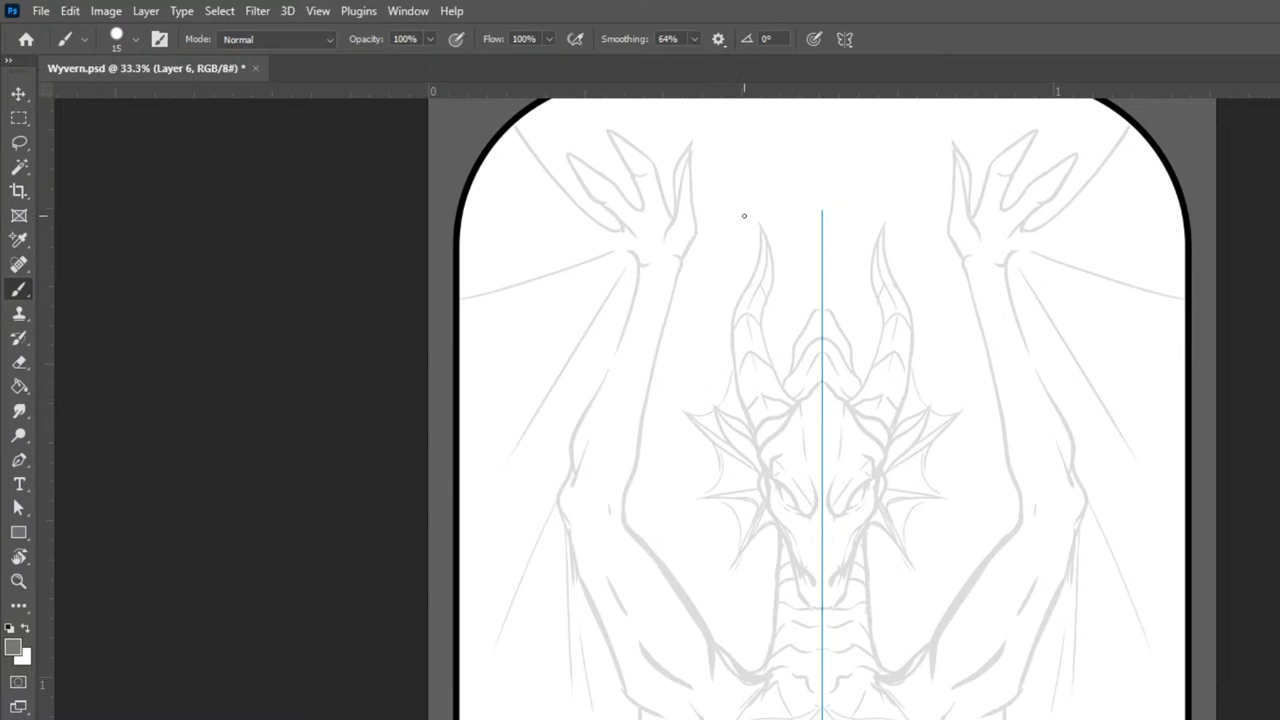 Ps File Edit Image Layer Type Select Filter 3D View Plugins Window Help
15 Mode: Normal Opacity: 100% Flow: 100% Smoothing: 64% 0°
Wyvern.psd @ 33.3% (Layer 6, RGB/8#) * ×
0 1
1